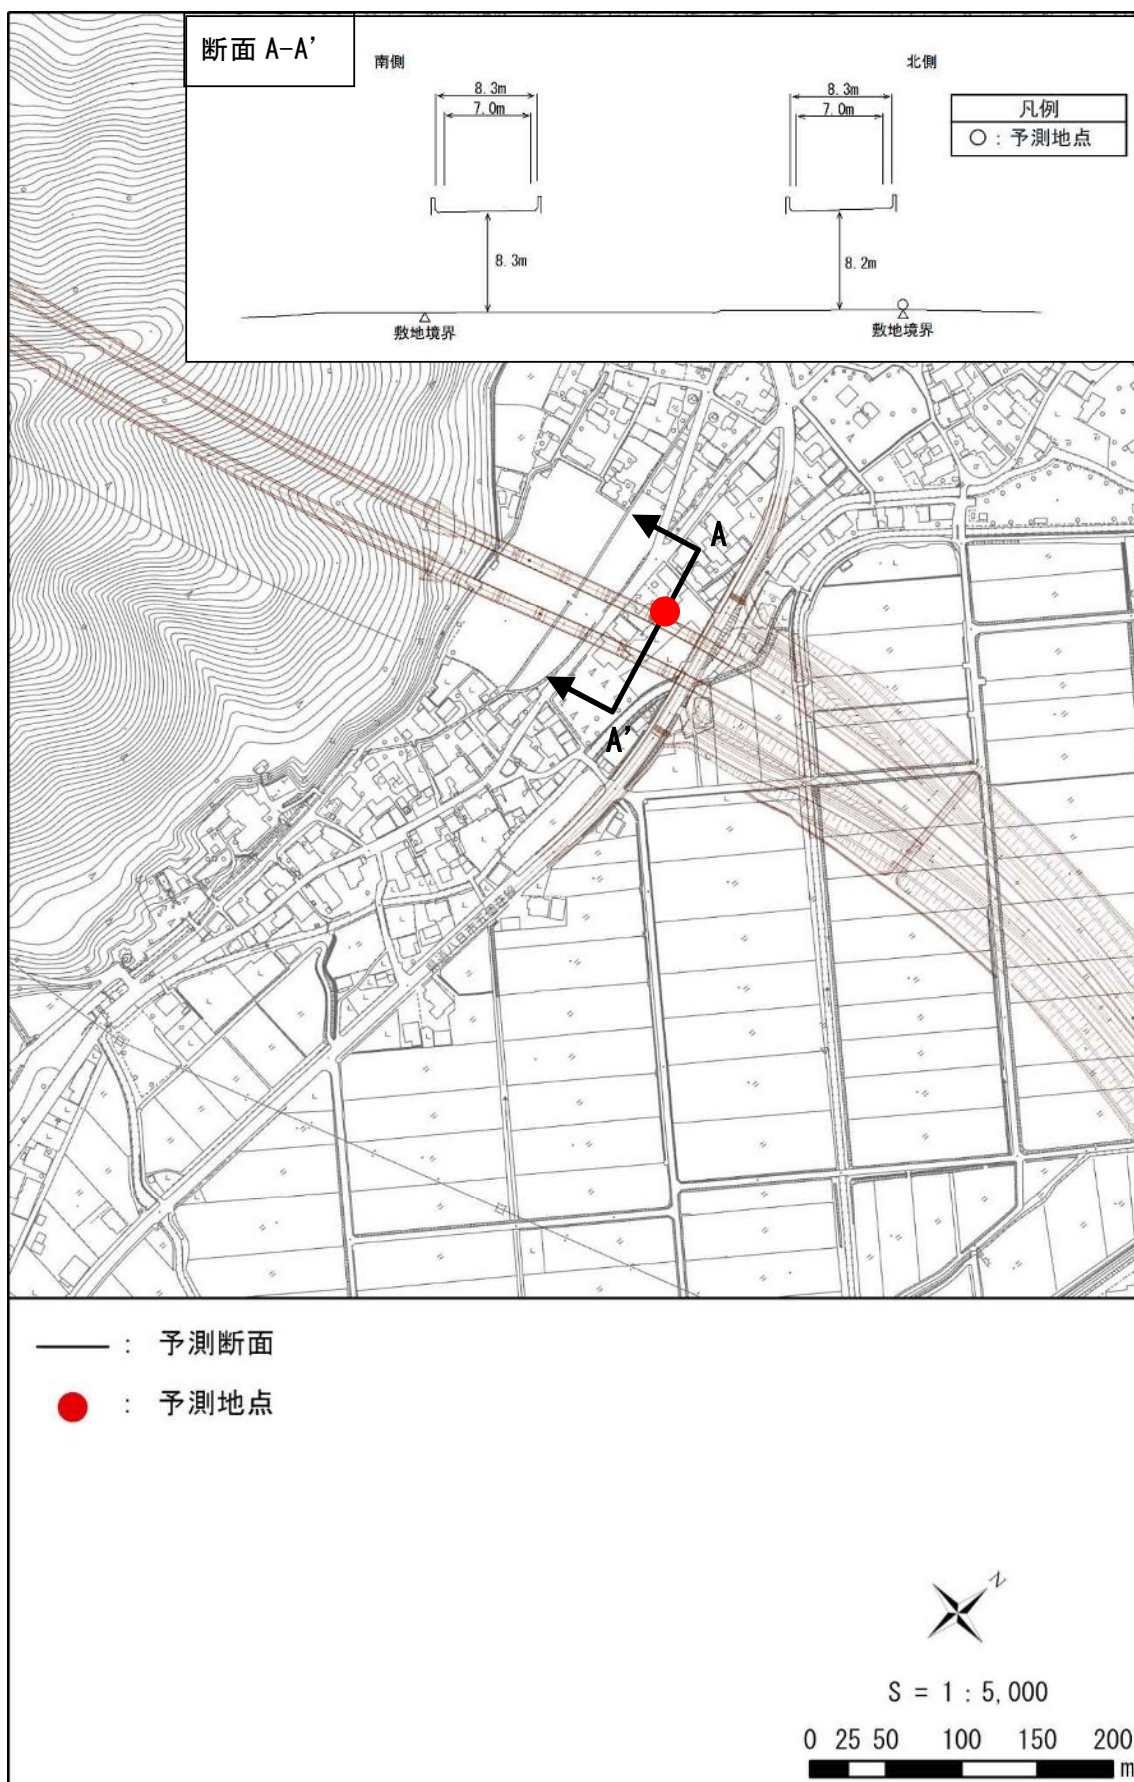 断面 A-A’
南側
北側
8.3m
7.0m
8.3m
7.0m
凡例
○：予測地点
8.3m
8.2m
敷地境界
敷地境界
A
A’
： 予測断面
： 予測地点
N
S = 1 : 5,000
0 25 50 100 150 200
m